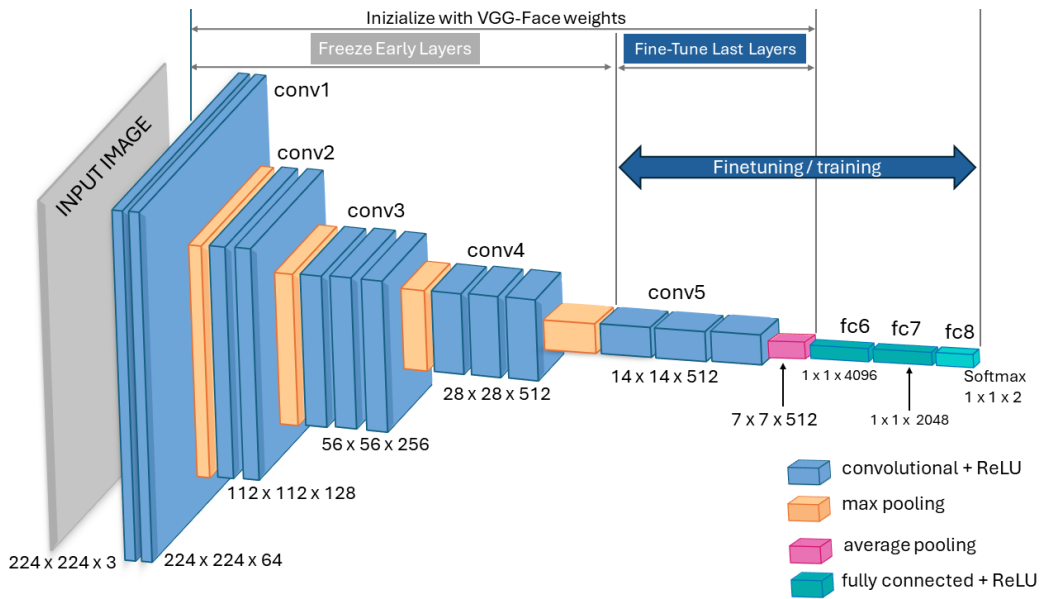 Inizialize with VGG-Face weights
Freeze Early Layers
Fine-Tune Last Layers
conv1
INPUT IMAGE
conv2
Finetuning / training
conv3
conv4
conv5
fc6
fc7
fc8
14 x 14 x 512
1 x 1 x 4096
Softmax
1 x 1 x 2
28 x 28 x 512
7 x 7 x 512
1 x 1 x 2048
56 x 56 x 256
convolutional + ReLU
112 x 112 x 128
max pooling
average pooling
224 x 224 x 3
224 x 224 x 64
fully connected + ReLU